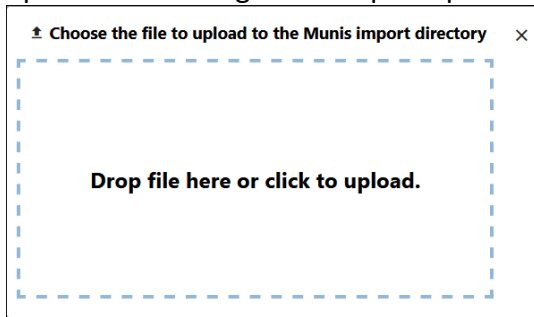 Choose the file to upload to the Munis import directory
Drop file here or click to upload.